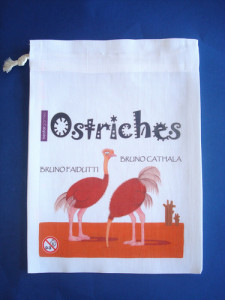 Ostriches
BRUNO CATHALA
BRUNO FAIDUTTI